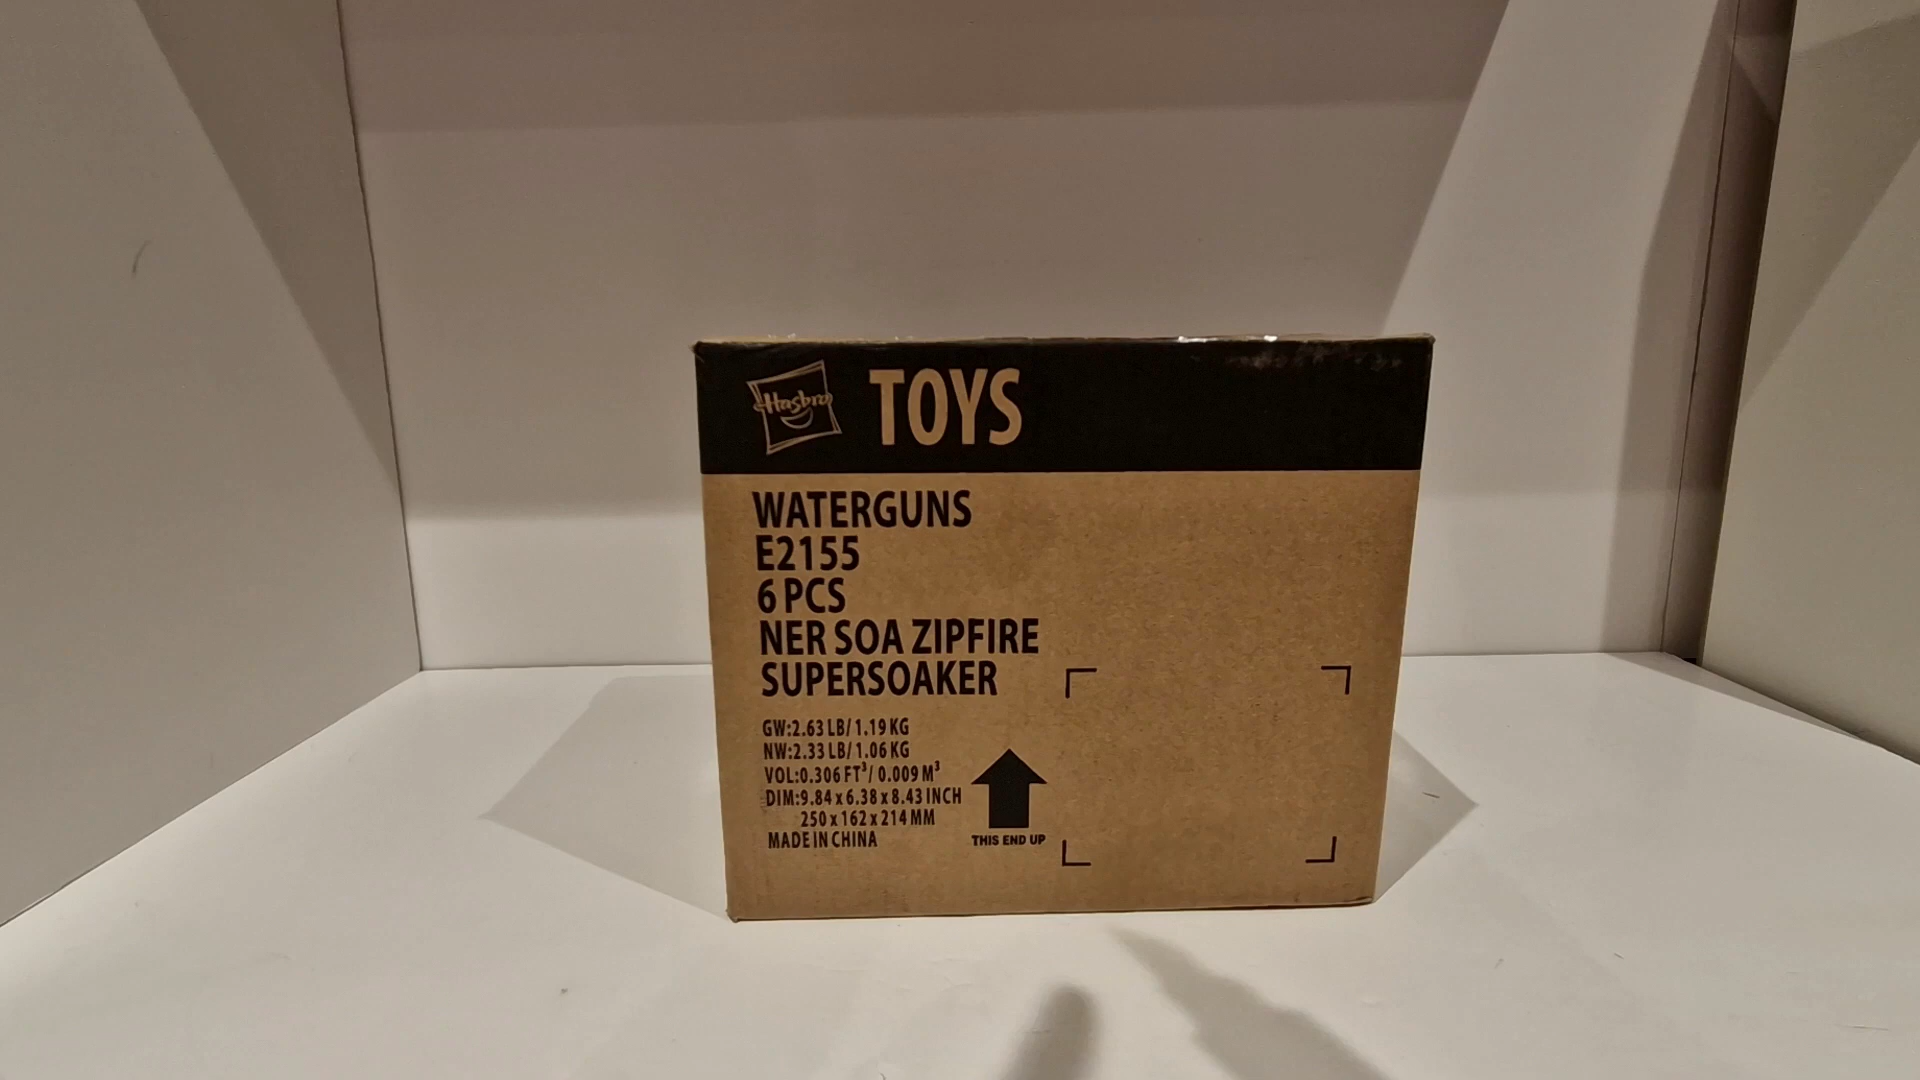 Hasbro TOYS
WATERGUNS
E2155
6 PCS
NER SOA ZIPFIRE
SUPERSOAKER
GW:2.63 LB/ 1.19 KG
NW:2.33 LB/ 1.06 KG
VOL:0.306 FT³/ 0.009 M³
DIM:9.84 x 6.38 x 8.43 INCH
250 x 162 x 214 MM
MADE IN CHINA
THIS END UP